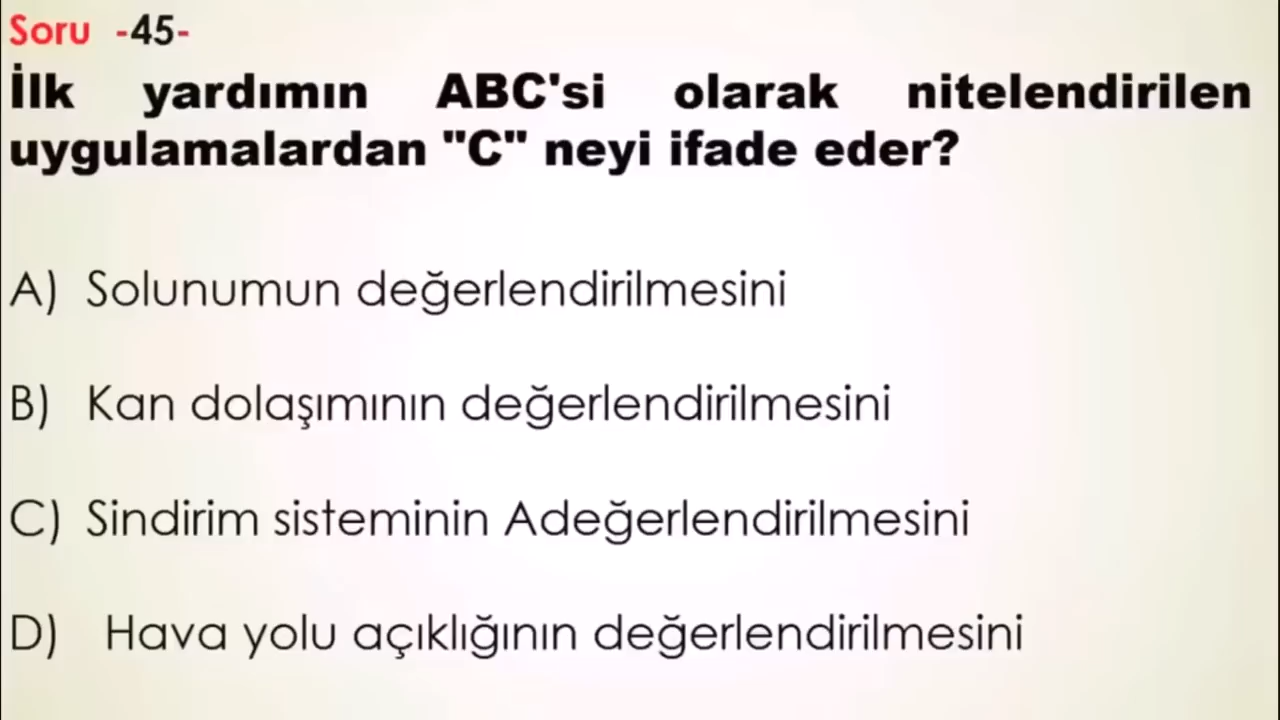 Soru -45-
İlk yardımın ABC'si olarak nitelendirilen
uygulamalardan "C" neyi ifade eder?
A) Solunumun değerlendirilmesini
B) Kan dolaşımının değerlendirilmesini
C) Sindirim sisteminin Adeğerlendirilmesini
D) Hava yolu açıklığının değerlendirilmesini